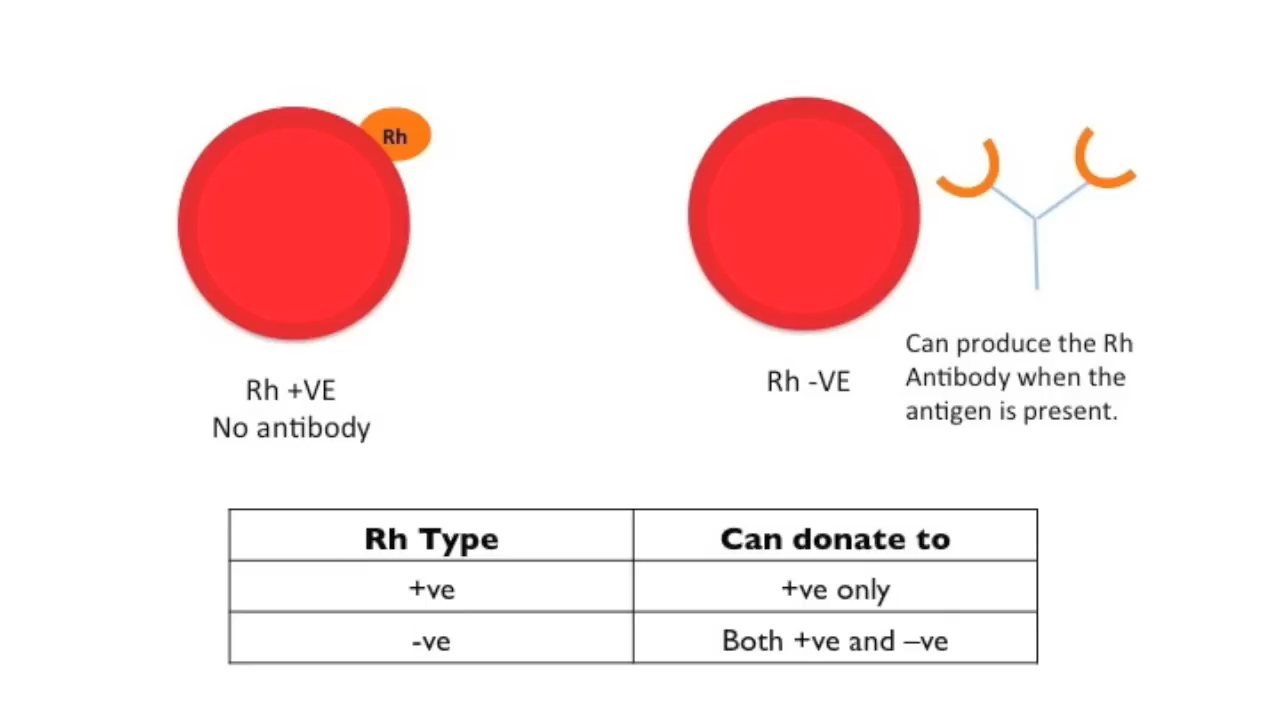 Rh
Rh +VE
No antibody
Rh -VE
Can produce the Rh
Antibody when the
antigen is present.
Rh Type
Can donate to
+ve
+ve only
-ve
Both +ve and –ve